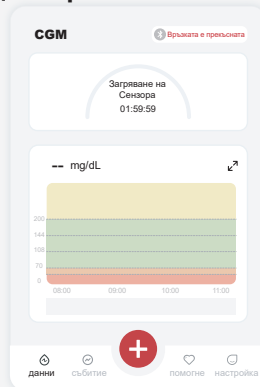 CGM
Връзката е прекъсната
Загряване на
Сензора
01:59:59
-- mg/dL
200
144
108
70
0
08:00 09:00 10:00 11:00
данни събитие помогне настройка